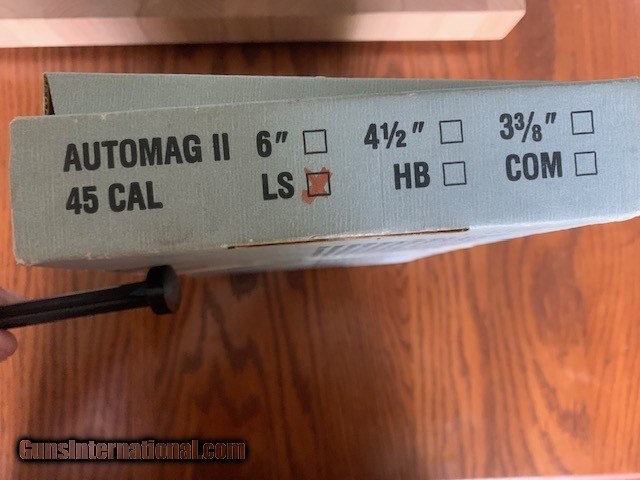 AUTOMAG II 6" ☐ 4½" ☐ 3⅜" ☐
45 CAL LS ☒ HB ☐ COM ☐
GunsInternational.com